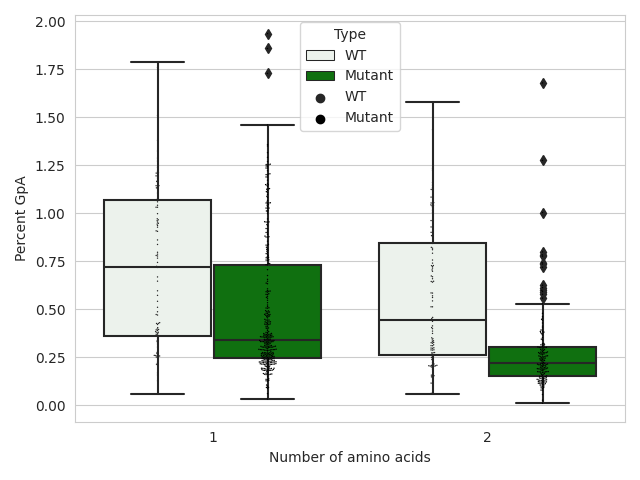 2.00
1.75
1.50
1.25
1.00
0.75
0.50
0.25
0.00
Percent GpA
Type
WT
Mutant
WT
Mutant
1
2
Number of amino acids